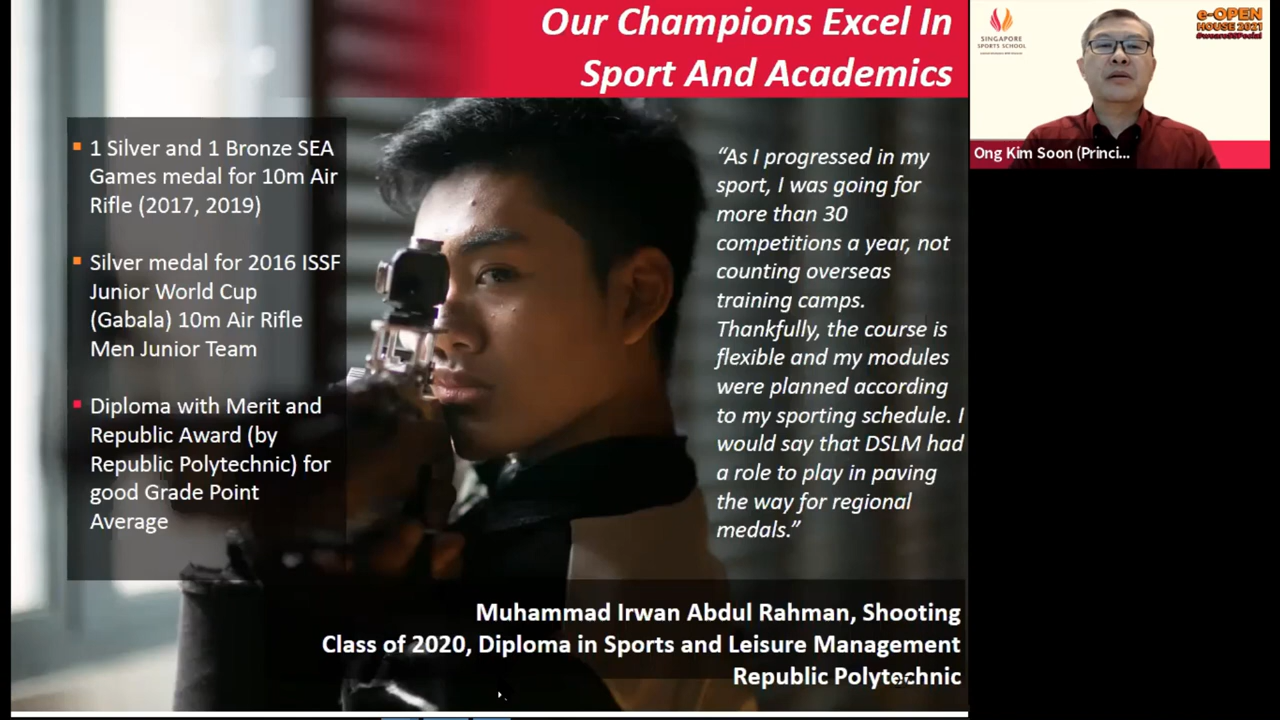 Our Champions Excel In
Sport And Academics
1 Silver and 1 Bronze SEA
Games medal for 10m Air
Rifle (2017, 2019)
Silver medal for 2016 ISSF
Junior World Cup
(Gabala) 10m Air Rifle
Men Junior Team
Diploma with Merit and
Republic Award (by
Republic Polytechnic) for
good Grade Point
Average
“As I progressed in my
sport, I was going for
more than 30
competitions a year, not
counting overseas
training camps.
Thankfully, the course is
flexible and my modules
were planned according
to my sporting schedule. I
would say that DSLM had
a role to play in paving
the way for regional
medals.”
Muhammad Irwan Abdul Rahman, Shooting
Class of 2020, Diploma in Sports and Leisure Management
Republic Polytechnic
SINGAPORE
SPORTS SCHOOL
e-OPEN
HOUSE 2021
#weareSSPecial
Ong Kim Soon (Princi...